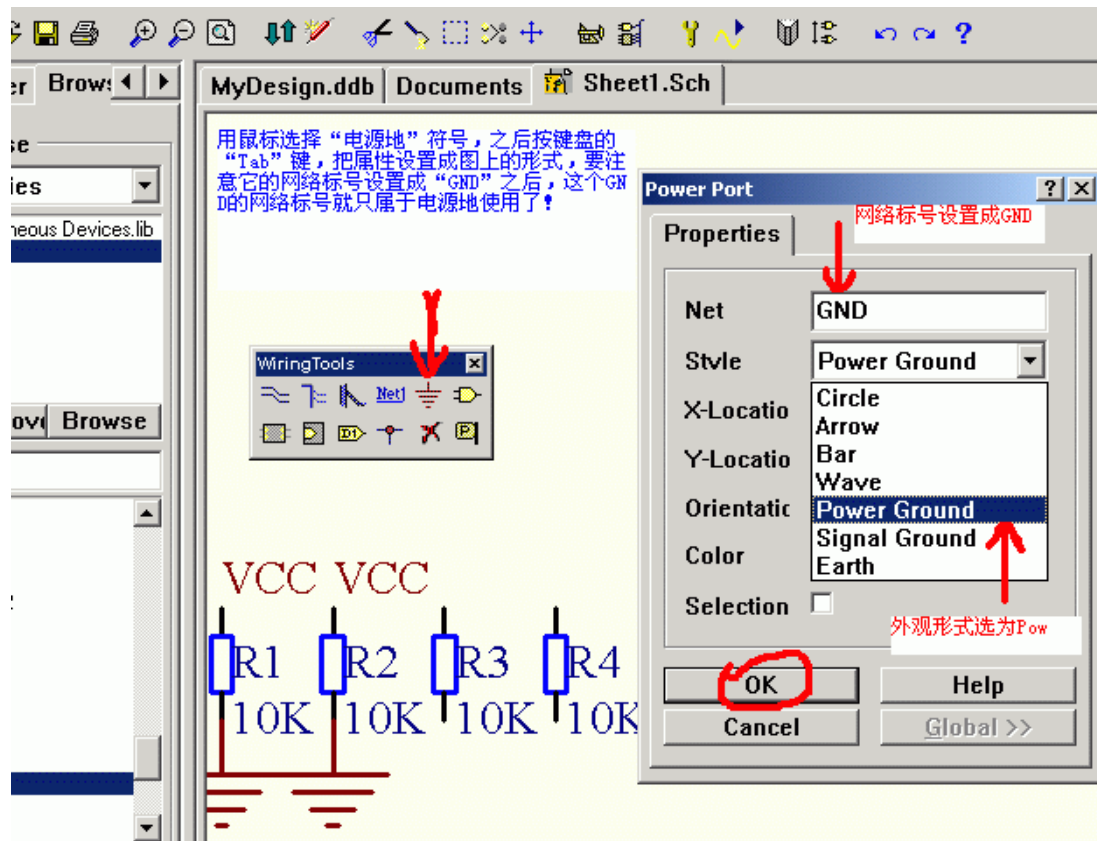 er
Brow
MyDesign.ddb
Documents
Sheet1.Sch
se
ies
neous Devices.lib
ov
Browse
用鼠标选择“电源地”符号，之后按键盘的
“Tab”键，把属性设置成图上的形式，要注
意它的网络标号设置成“GND”之后，这个GN
D的网络标号就只属于电源地使用了！
WiringTools
Net1
D1
P
VCC VCC
R1 R2 R3 R4
10K 10K 10K 10K
Power Port
网络标号设置成GND
Properties
Net GND
Style Power Ground
Circle
X-Locatio
Arrow
Bar
Y-Locatio
Wave
Orientatic Power Ground
Signal Ground
Color
Earth
Selection
外观形式选为Pow
OK Help
Cancel Global >>